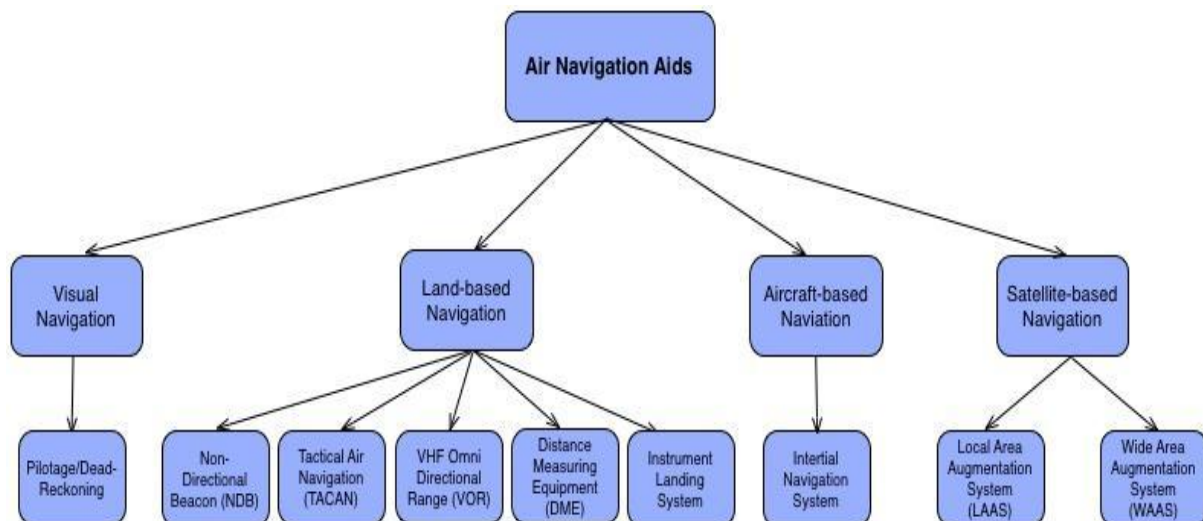 Air Navigation Aids
Visual
Navigation
Land-based
Navigation
Aircraft-based
Naviation
Satellite-based
Navigation
Pilotage/Dead-
Reckoning
Non-
Directional
Beacon (NDB)
Tactical Air
Navigation
(TACAN)
VHF Omni
Directional
Range (VOR)
Distance
Measuring
Equipment
(DME)
Instrument
Landing
System
Intertial
Navigation
System
Local Area
Augmentation
System
(LAAS)
Wide Area
Augmentation
System
(WAAS)